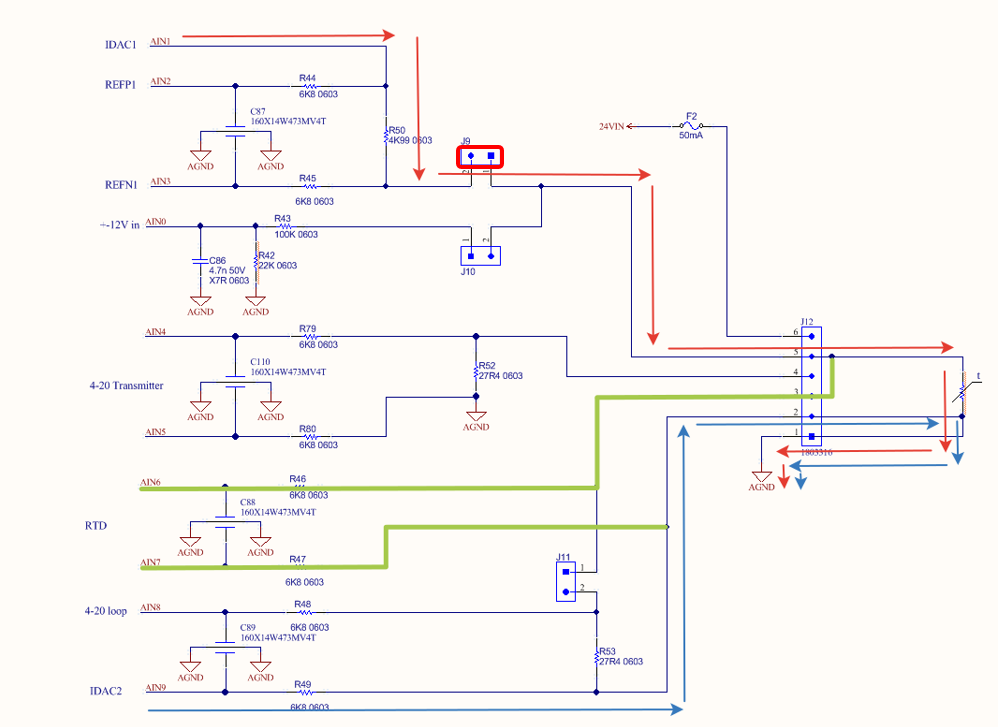 IDAC1 AIN1
REFP1 AIN2
R44
6K8 0603
C87
160X14W473MV4T
AGND AGND
R50
4K99 0603
J9
2 1
REFN1 AIN3
R45
6K8 0603
+-12V in AIN0
R43
100K 0603
C86
4.7n 50V
X7R 0603
R42
22K 0603
AGND AGND
1 2
J10
24VIN
F2
50mA
AIN4
R79
6K8 0603
C110
160X14W473MV4T
4-20 Transmitter
AGND AGND
R52
27R4 0603
AGND
AIN5
R80
6K8 0603
J12
6
5
4
3
2
1
1803316
t
AGND
AIN6
R46
6K8 0603
C88
160X14W473MV4T
RTD
AGND AGND
AIN7
R47
6K8 0603
J11
1
2
4-20 loop AIN8
R48
6K8 0603
C89
160X14W473MV4T
AGND AGND
R53
27R4 0603
IDAC2 AIN9
R49
6K8 0603